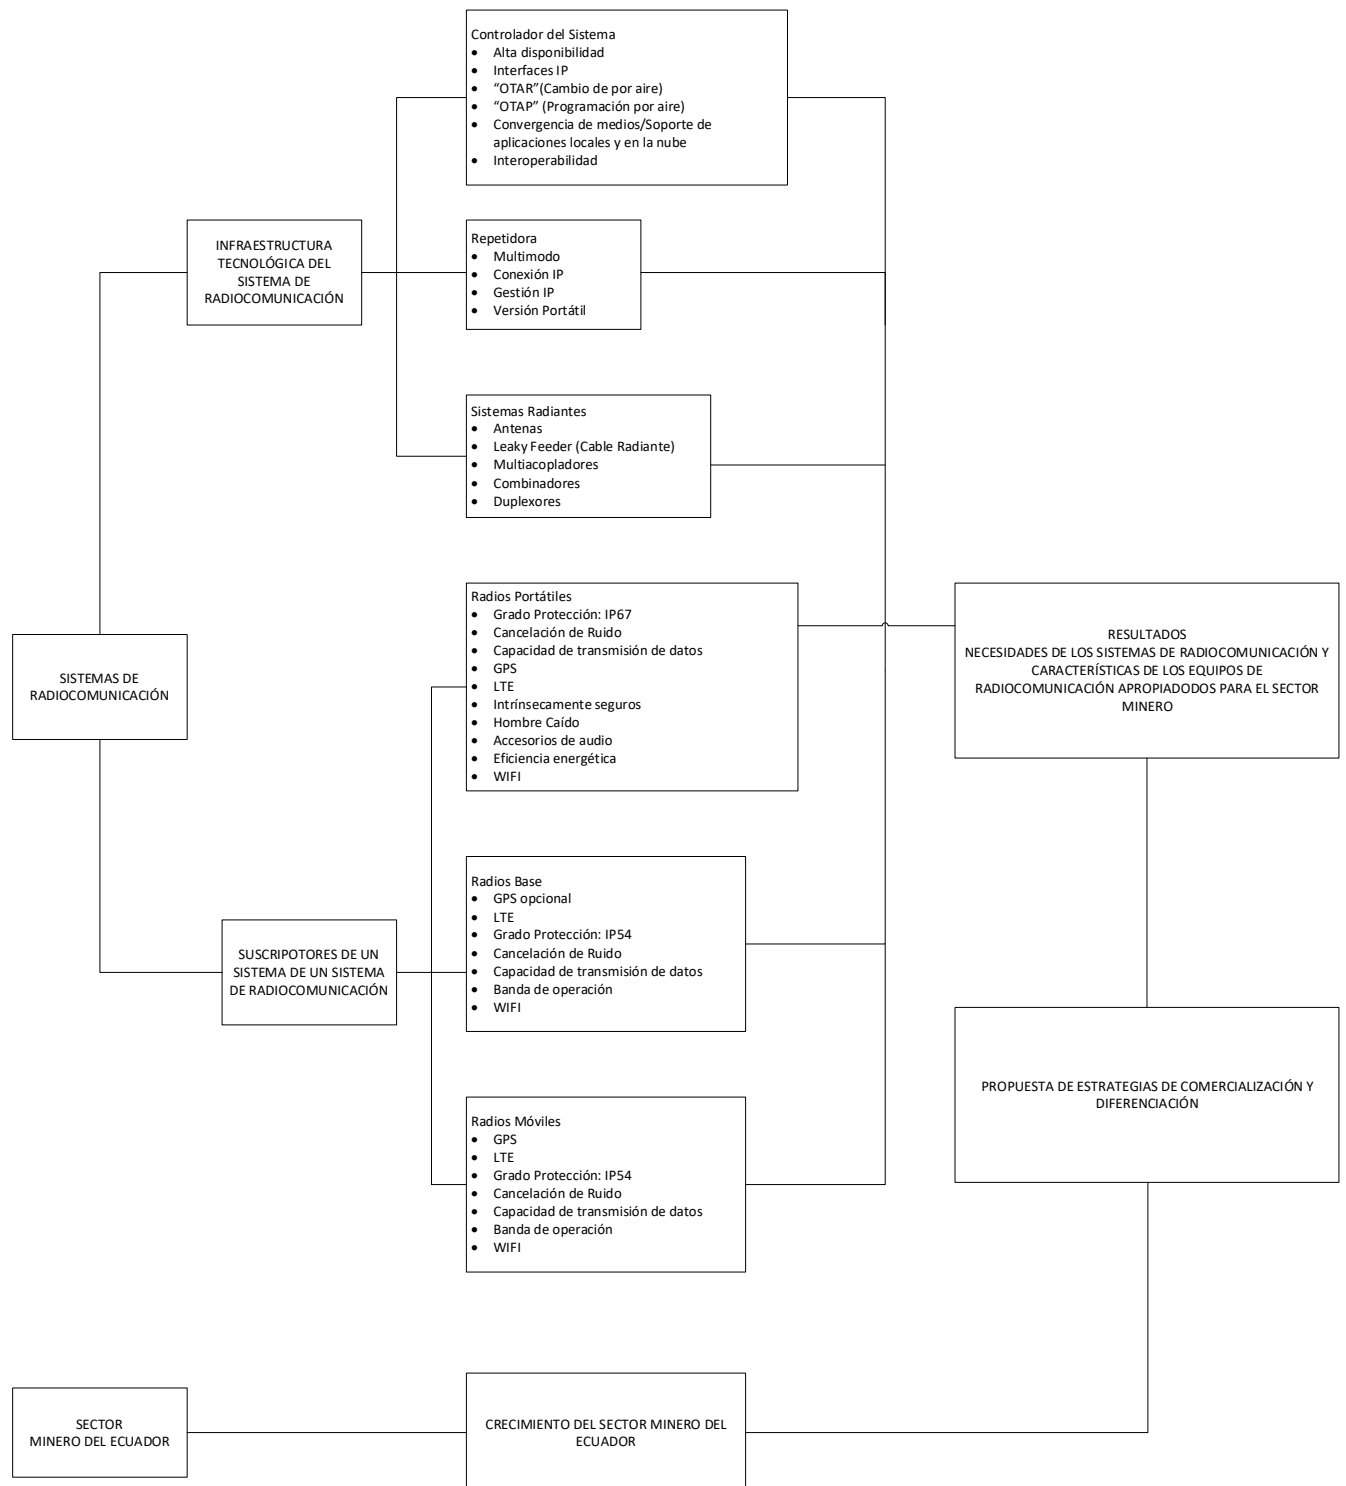 Controlador del Sistema
• Alta disponibilidad
• Interfaces IP
• “OTAR”(Cambio de por aire)
• “OTAP” (Programación por aire)
• Convergencia de medios/Soporte de
aplicaciones locales y en la nube
• Interoperabilidad
INFRAESTRUCTURA
TECNOLÓGICA DEL
SISTEMA DE
RADIOCOMUNICACIÓN
Repetidora
• Multimodo
• Conexión IP
• Gestión IP
• Versión Portátil
Sistemas Radiantes
• Antenas
• Leaky Feeder (Cable Radiante)
• Multiacopladores
• Combinadores
• Duplexores
SISTEMAS DE
RADIOCOMUNICACIÓN
Radios Portátiles
• Grado Protección: IP67
• Cancelación de Ruido
• Capacidad de transmisión de datos
• GPS
• LTE
• Intrínsecamente seguros
• Hombre Caído
• Accesorios de audio
• Eficiencia energética
• WIFI
RESULTADOS
NECESIDADES DE LOS SISTEMAS DE RADIOCOMUNICACIÓN Y
CARACTERÍSTICAS DE LOS EQUIPOS DE
RADIOCOMUNICACIÓN APROPIADODOS PARA EL SECTOR
MINERO
SUSCRIPOTORES DE UN
SISTEMA DE UN SISTEMA
DE RADIOCOMUNICACIÓN
Radios Base
• GPS opcional
• LTE
• Grado Protección: IP54
• Cancelación de Ruido
• Capacidad de transmisión de datos
• Banda de operación
• WIFI
PROPUESTA DE ESTRATEGIAS DE COMERCIALIZACIÓN Y
DIFERENCIACIÓN
Radios Móviles
• GPS
• LTE
• Grado Protección: IP54
• Cancelación de Ruido
• Capacidad de transmisión de datos
• Banda de operación
• WIFI
SECTOR
MINERO DEL ECUADOR
CRECIMIENTO DEL SECTOR MINERO DEL
ECUADOR